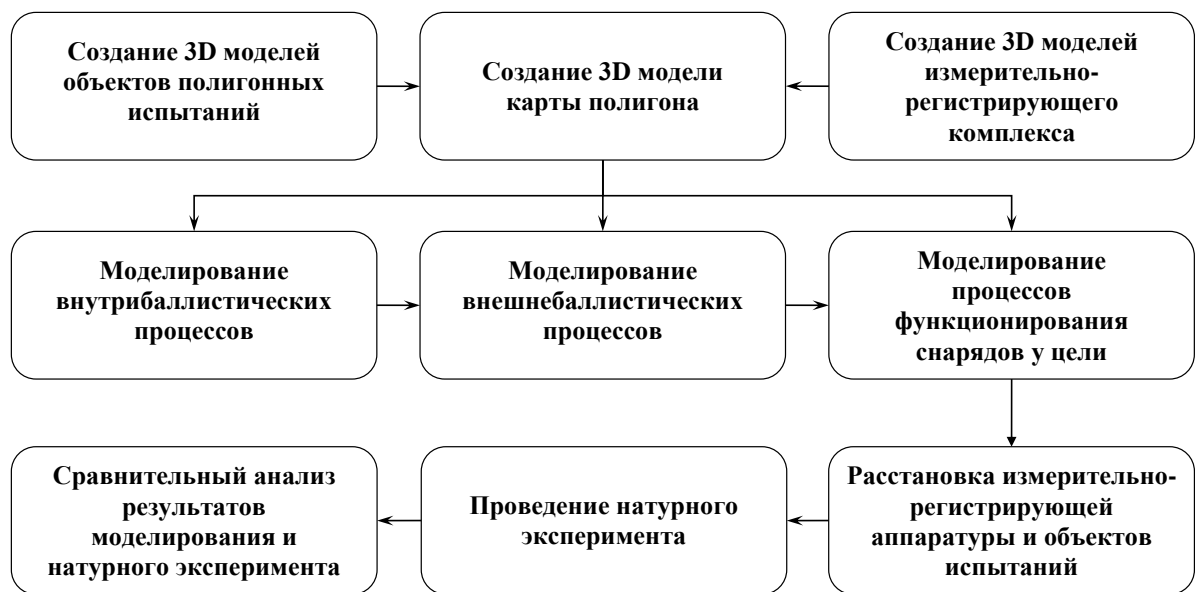 Создание 3D моделей
объектов полигонных
испытаний
Создание 3D модели
карты полигона
Создание 3D моделей
измерительно-
регистрирующего
комплекса
Моделирование
внутрибаллистических
процессов
Моделирование
внешнебаллистических
процессов
Моделирование
процессов
функционирования
снарядов у цели
Сравнительный анализ
результатов
моделирования и
натурного эксперимента
Проведение натурного
эксперимента
Расстановка измерительно-
регистрирующей
аппаратуры и объектов
испытаний